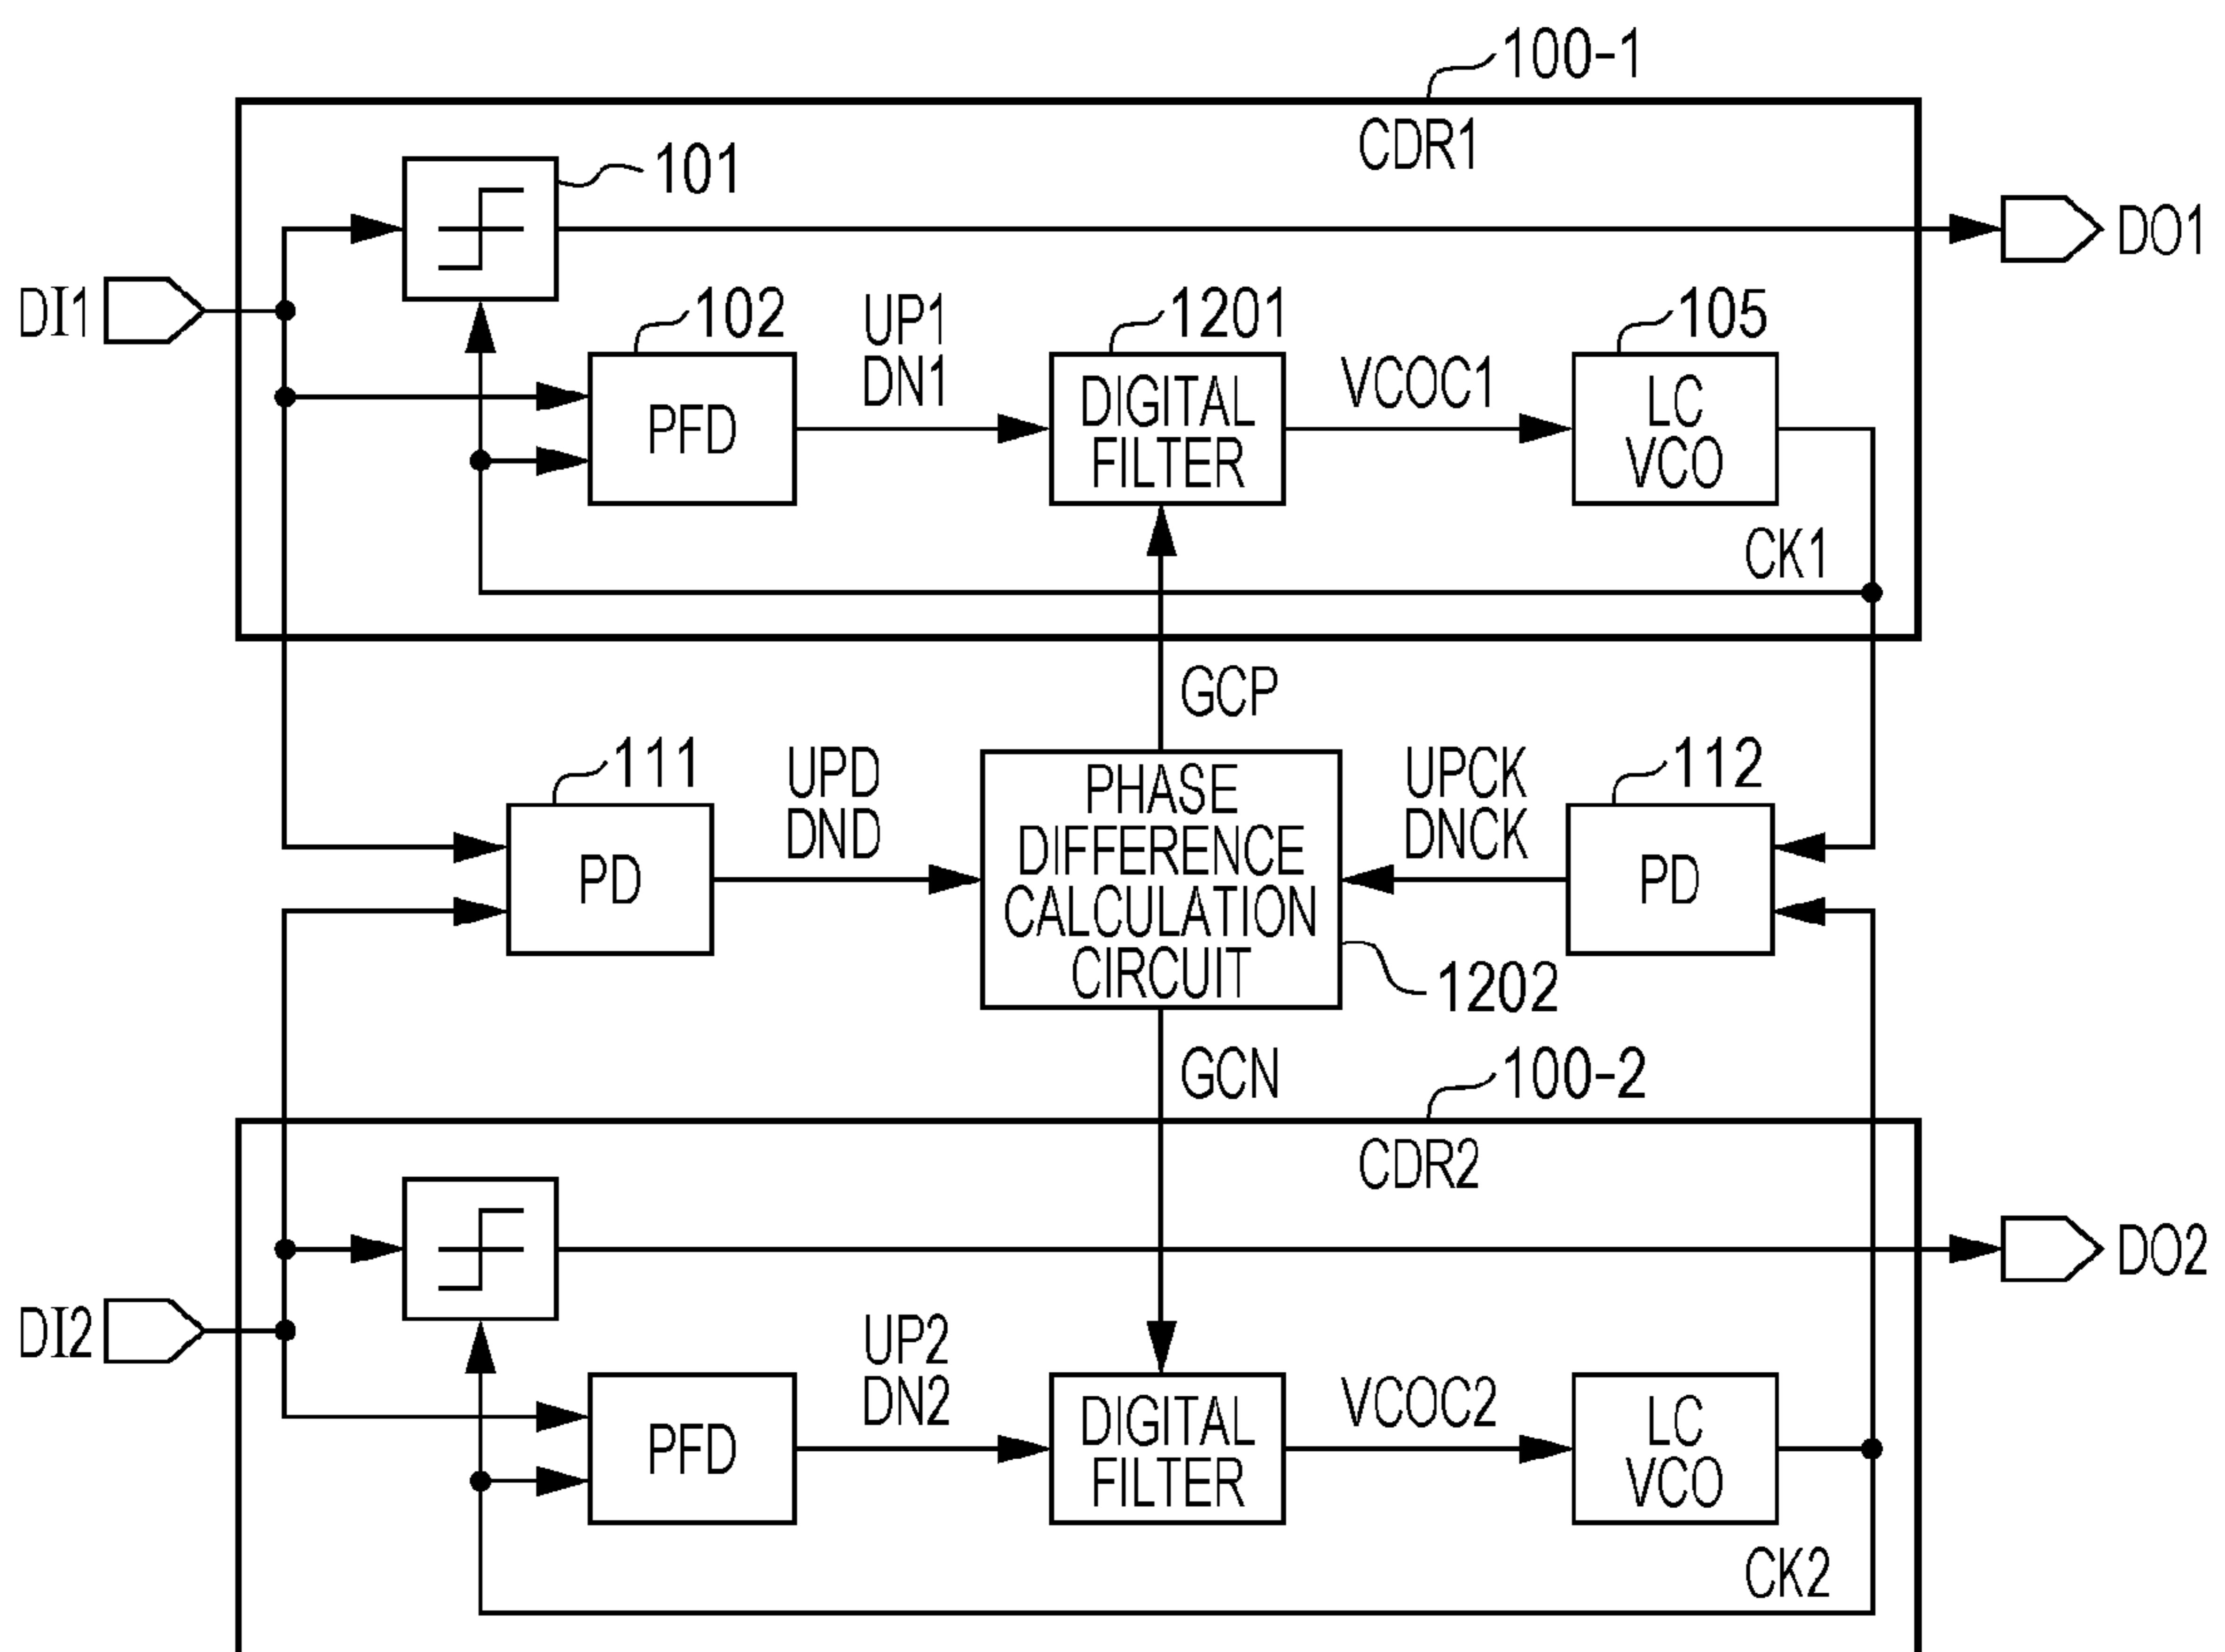 100-1
CDR1
101
DO1
DI1
102
UP1
DN1
1201
VCOC1
105
PFD
DIGITAL
FILTER
LC
VCO
CK1
GCP
111
UPD
DND
PHASE
DIFFERENCE
CALCULATION
CIRCUIT
UPCK
DNCK
112
PD
PD
1202
GCN
100-2
CDR2
DO2
DI2
UP2
DN2
VCOC2
PFD
DIGITAL
FILTER
LC
VCO
CK2